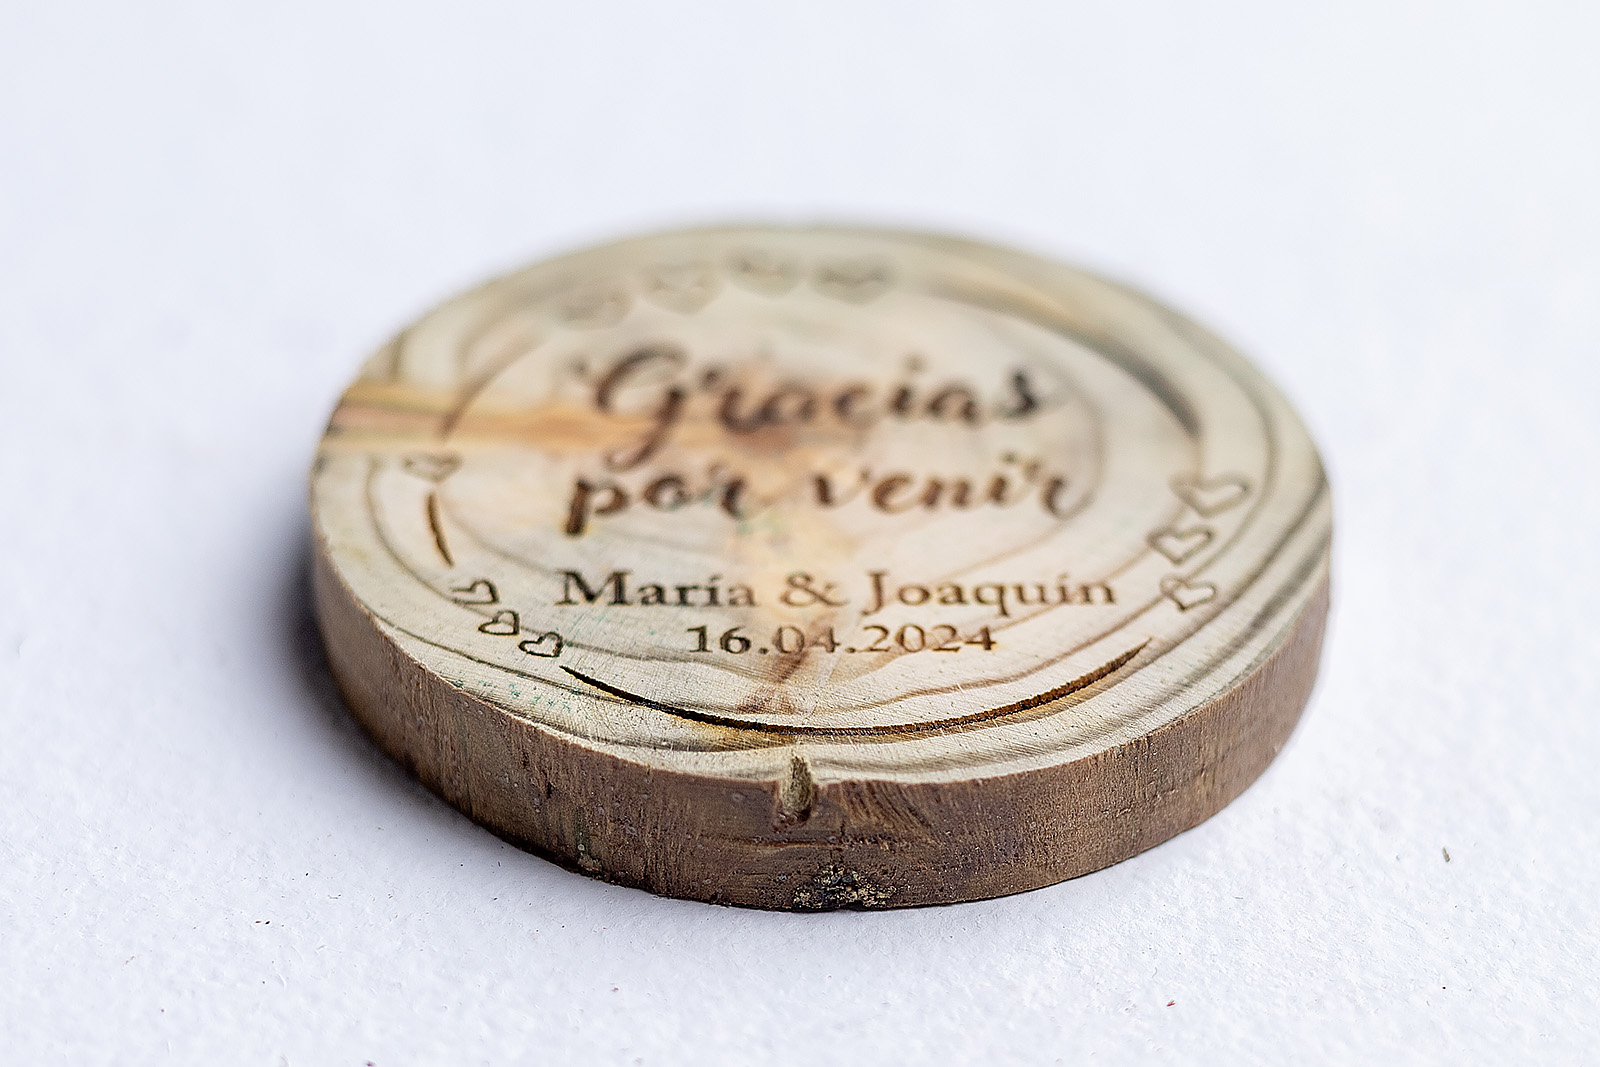 Gracias
por venir
María & Joaquín
16.04.2024